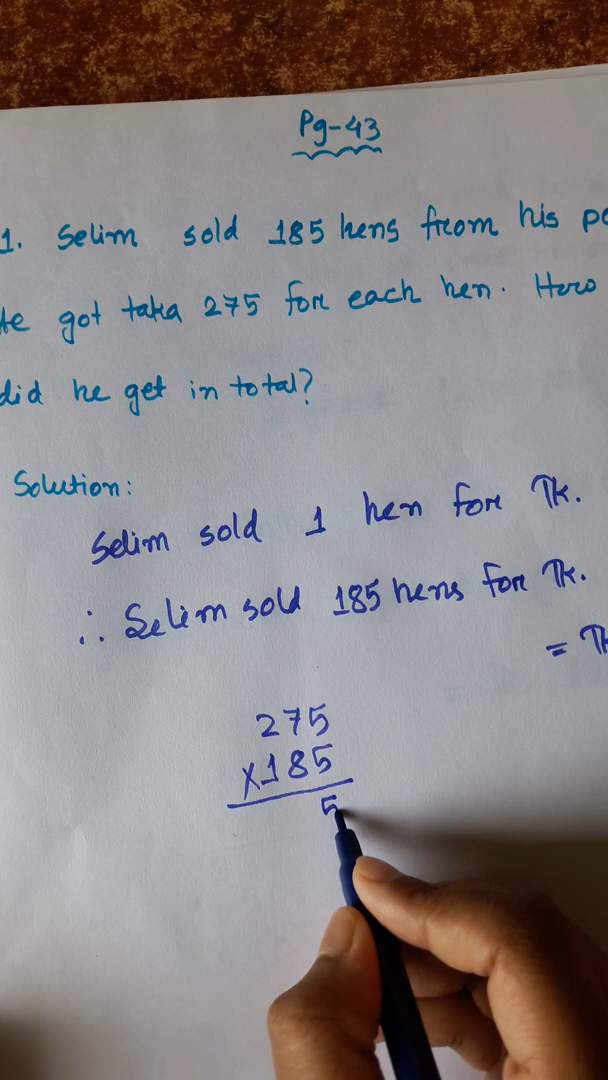 Pg-43
1. Selim sold 185 hens from his po
He got taka 275 for each hen. How
did he get in total?
Solution:
Selim sold 1 hen for Tk.
∴ Selim sold 185 hens for Tk.
= Tk
275
×185
5